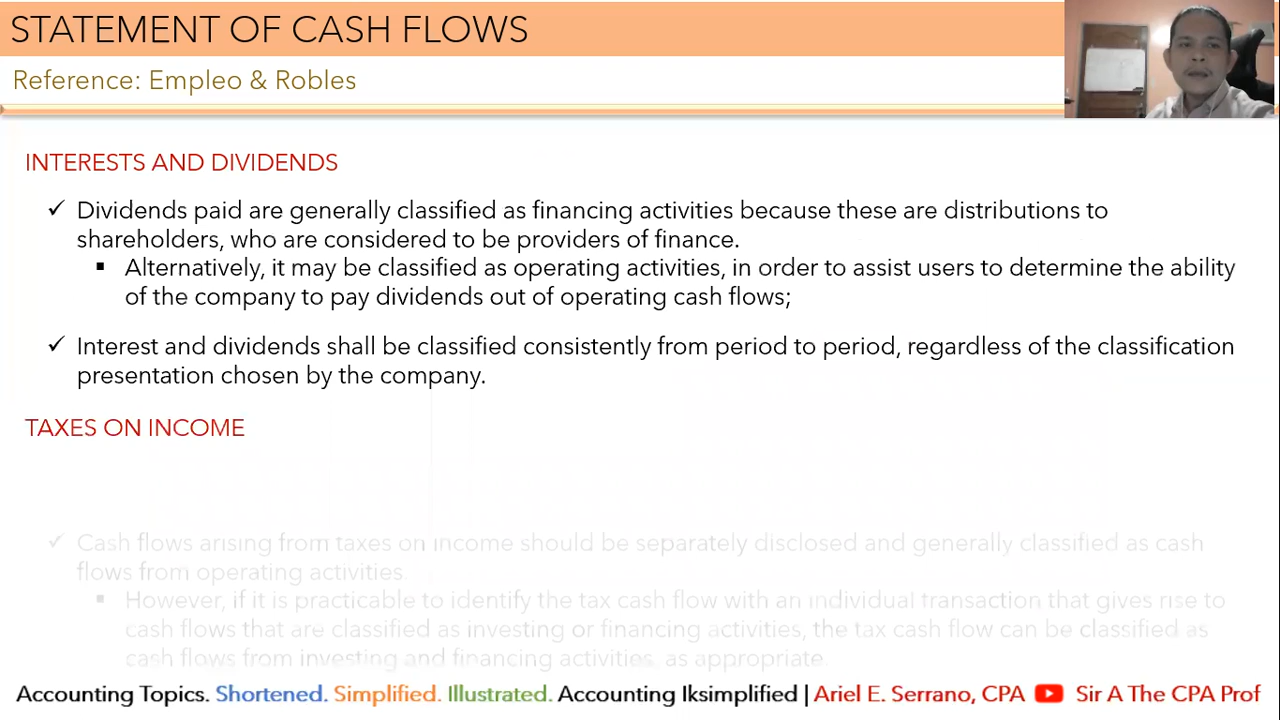 STATEMENT OF CASH FLOWS
Reference: Empleo & Robles
INTERESTS AND DIVIDENDS
✓ Dividends paid are generally classified as financing activities because these are distributions to
shareholders, who are considered to be providers of finance.
▪ Alternatively, it may be classified as operating activities, in order to assist users to determine the ability
of the company to pay dividends out of operating cash flows;
✓ Interest and dividends shall be classified consistently from period to period, regardless of the classification
presentation chosen by the company.
TAXES ON INCOME
✓ Cash flows arising from taxes on income should be separately disclosed and generally classified as cash
flows from operating activities.
▪ However, if it is practicable to identify the tax cash flow with an individual transaction that gives rise to
cash flows that are classified as investing or financing activities, the tax cash flow can be classified as
cash flows from investing and financing activities, as appropriate.
Accounting Topics. Shortened. Simplified. Illustrated. Accounting Iksimplified | Ariel E. Serrano, CPA Sir A The CPA Prof